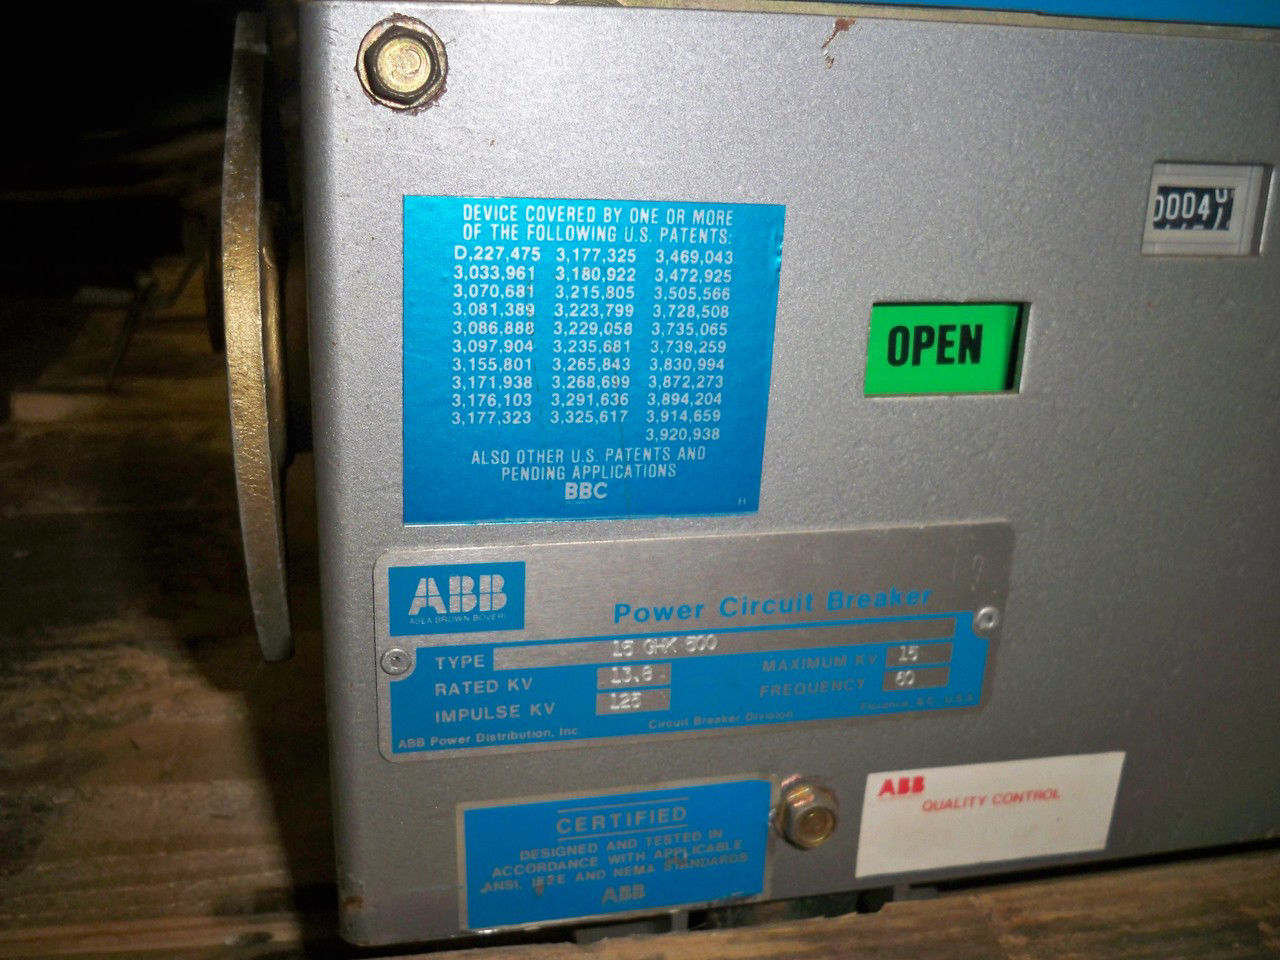 DEVICE COVERED BY ONE OR MORE
OF THE FOLLOWING U.S. PATENTS:
D,227,475 3,177,325 3,469,043
3,033,961 3,180,922 3,472,925
3,070,681 3,215,805 3,505,566
3,081,389 3,223,799 3,728,508
3,086,888 3,229,058 3,735,065
3,097,904 3,235,681 3,739,259
3,155,801 3,265,843 3,830,994
3,171,938 3,268,699 3,872,273
3,176,103 3,291,636 3,894,204
3,177,323 3,325,617 3,914,659
3,920,938
ALSO OTHER U.S. PATENTS AND
PENDING APPLICATIONS
BBC
H
OPEN
ABB
ASEA BROWN BOVERI
Power Circuit Breaker
TYPE 15 GHK 500
RATED KV 13.8 MAXIMUM KV 15
IMPULSE KV 125 FREQUENCY 60
ABB Power Distribution, Inc. Circuit Breaker Division Florence, S.C., U.S.A.
CERTIFIED
DESIGNED AND TESTED IN
ACCORDANCE WITH APPLICABLE
ANSI, IEEE AND NEMA STANDARDS
ABB
ABB
QUALITY CONTROL